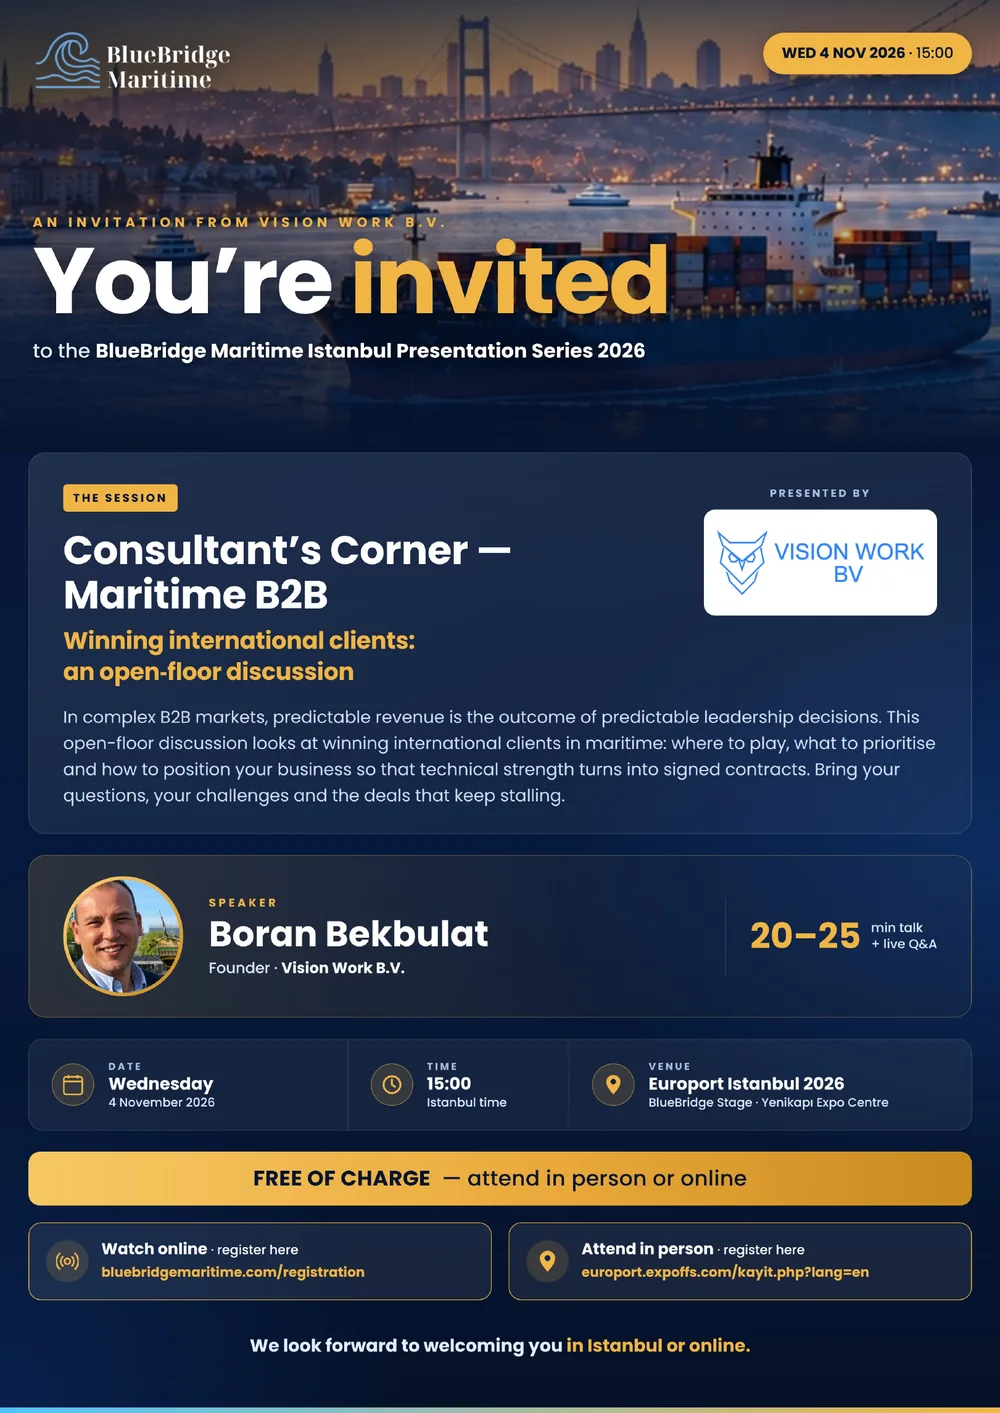 BlueBridge
Maritime
WED 4 NOV 2026 · 15:00
AN INVITATION FROM VISION WORK B.V.
You’re invited
to the BlueBridge Maritime Istanbul Presentation Series 2026
THE SESSION
Consultant’s Corner —
Maritime B2B
Winning international clients:
an open-floor discussion
PRESENTED BY
VISION WORK
BV
In complex B2B markets, predictable revenue is the outcome of predictable leadership decisions. This
open-floor discussion looks at winning international clients in maritime: where to play, what to prioritise
and how to position your business so that technical strength turns into signed contracts. Bring your
questions, your challenges and the deals that keep stalling.
SPEAKER
Boran Bekbulat
Founder · Vision Work B.V.
20–25 min talk
+ live Q&A
DATE
Wednesday
4 November 2026
TIME
15:00
Istanbul time
VENUE
Europort Istanbul 2026
BlueBridge Stage · Yenikapı Expo Centre
FREE OF CHARGE — attend in person or online
Watch online · register here
bluebridgemaritime.com/registration
Attend in person · register here
europort.expoffs.com/kayit.php?lang=en
We look forward to welcoming you in Istanbul or online.